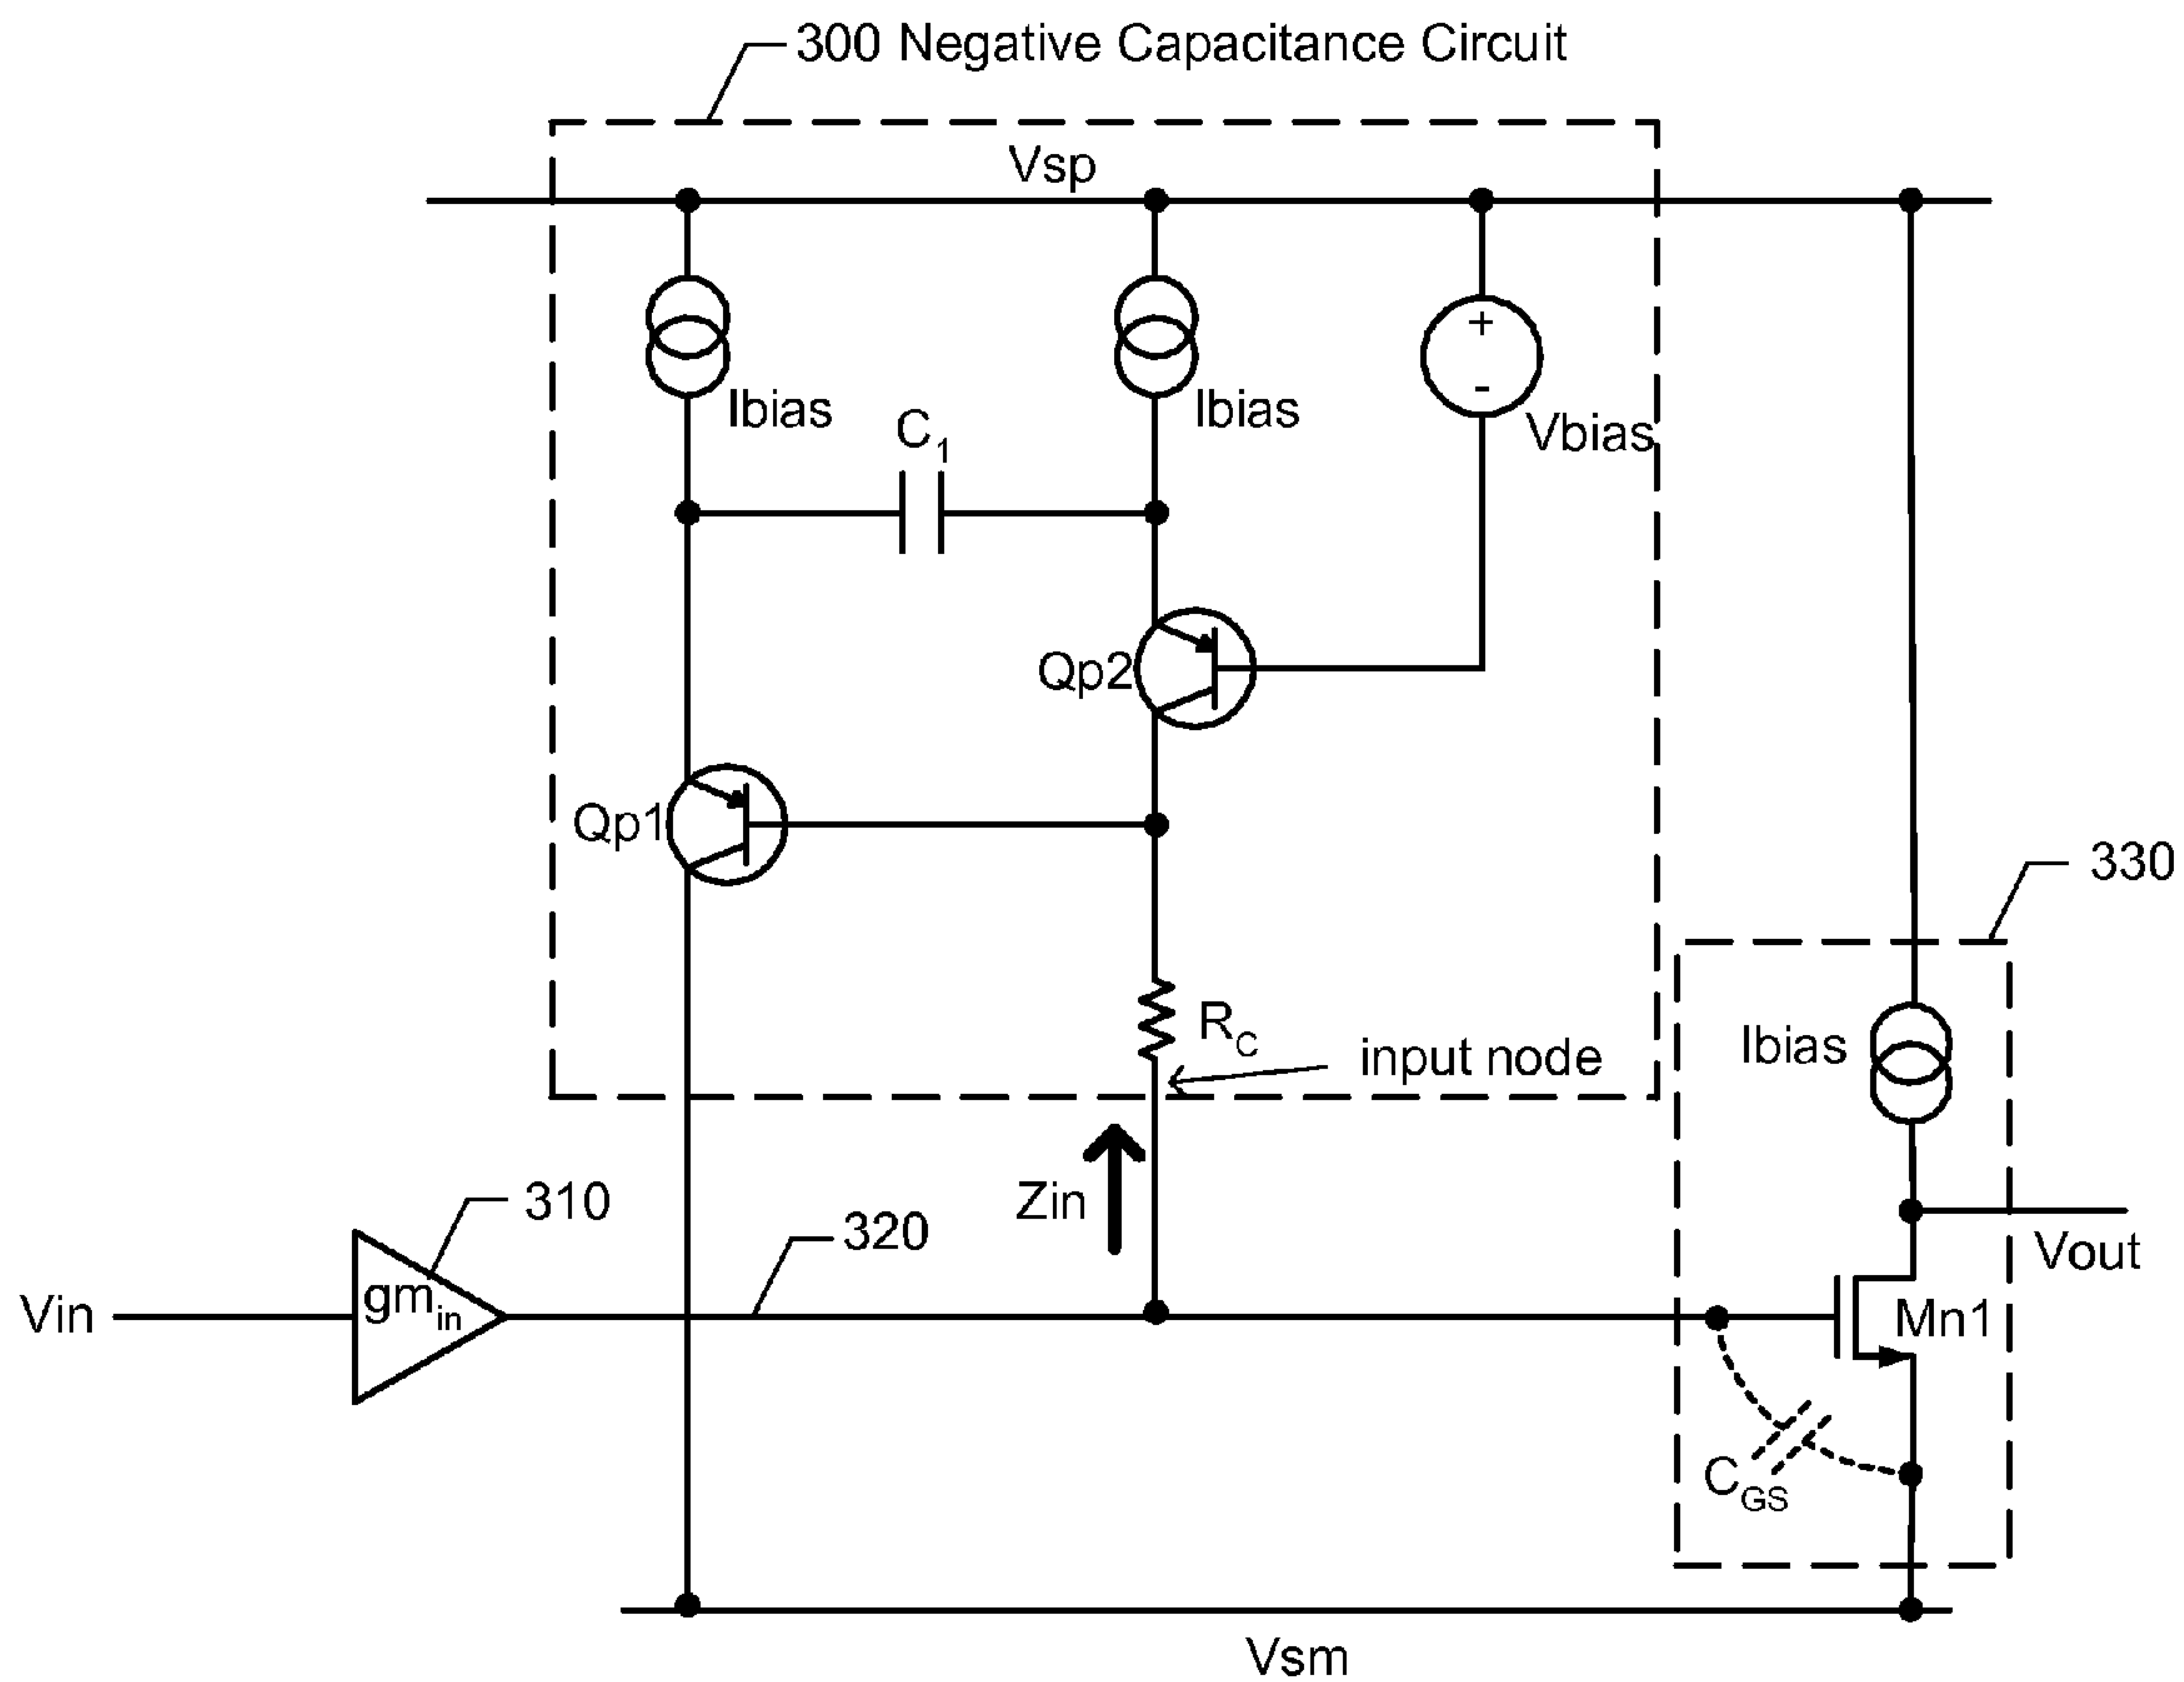 300 Negative Capacitance Circuit
Vsp
+
-
Ibias
Ibias
Vbias
C1
Qp2
Qp1
330
RC
input node
Ibias
Zin
310
320
Vin
gmin
Vout
Mn1
CGS
Vsm